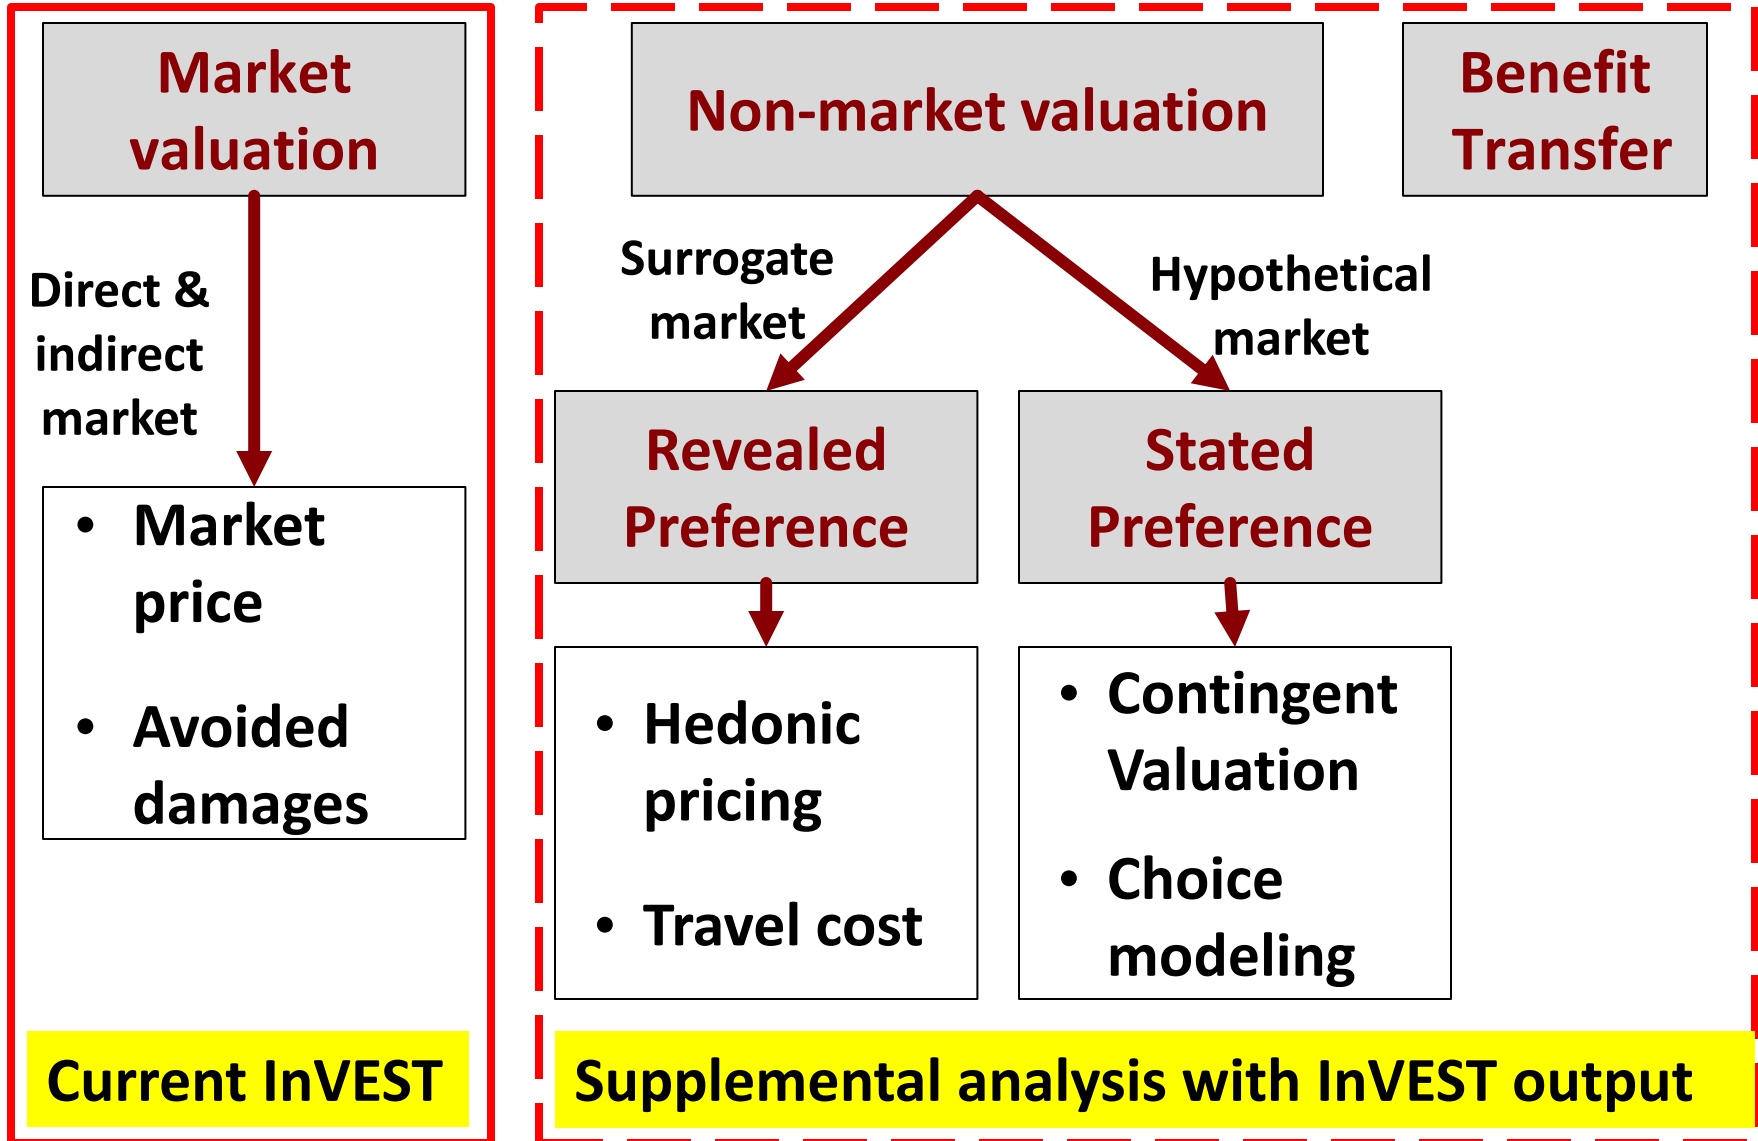 Market
valuation
Direct &
indirect
market
• Market
price
• Avoided
damages
Current InVEST
Non-market valuation
Benefit
Transfer
Surrogate
market
Hypothetical
market
Revealed
Preference
Stated
Preference
• Hedonic
pricing
• Travel cost
• Contingent
Valuation
• Choice
modeling
Supplemental analysis with InVEST output